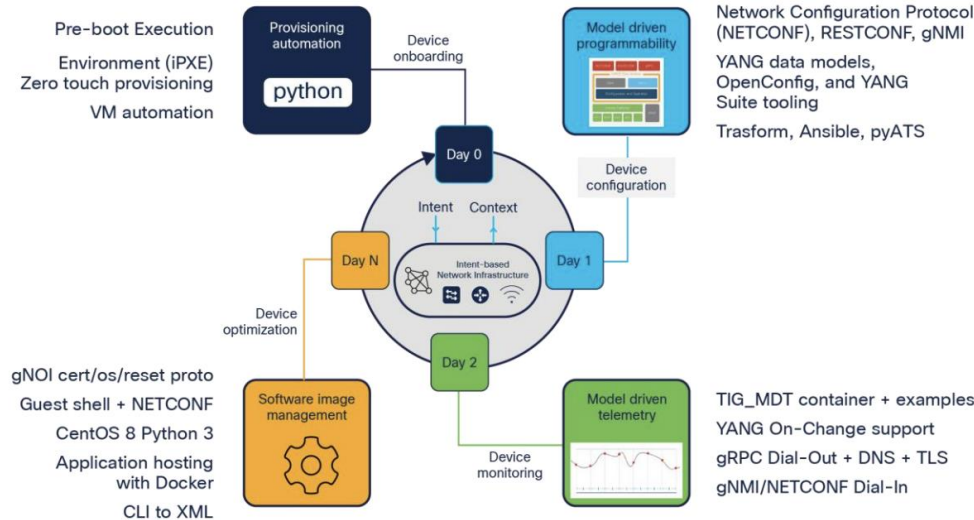 Pre-boot Execution
Environment (iPXE)
Zero touch provisioning
VM automation
Provisioning
automation
python
Device
onboarding
Model driven
programmability
Network Configuration Protocol
(NETCONF), RESTCONF, gNMI
YANG data models,
OpenConfig, and YANG
Suite tooling
Trasform, Ansible, pyATS
Day 0
Device
configuration
Intent
Context
Day N
Intent-based
Network Infrastructure
Day 1
Device
optimization
Day 2
gNOI cert/os/reset proto
Guest shell + NETCONF
CentOS 8 Python 3
Application hosting
with Docker
CLI to XML
Software image
management
Device
monitoring
Model driven
telemetry
TIG_MDT container + examples
YANG On-Change support
gRPC Dial-Out + DNS + TLS
gNMI/NETCONF Dial-In